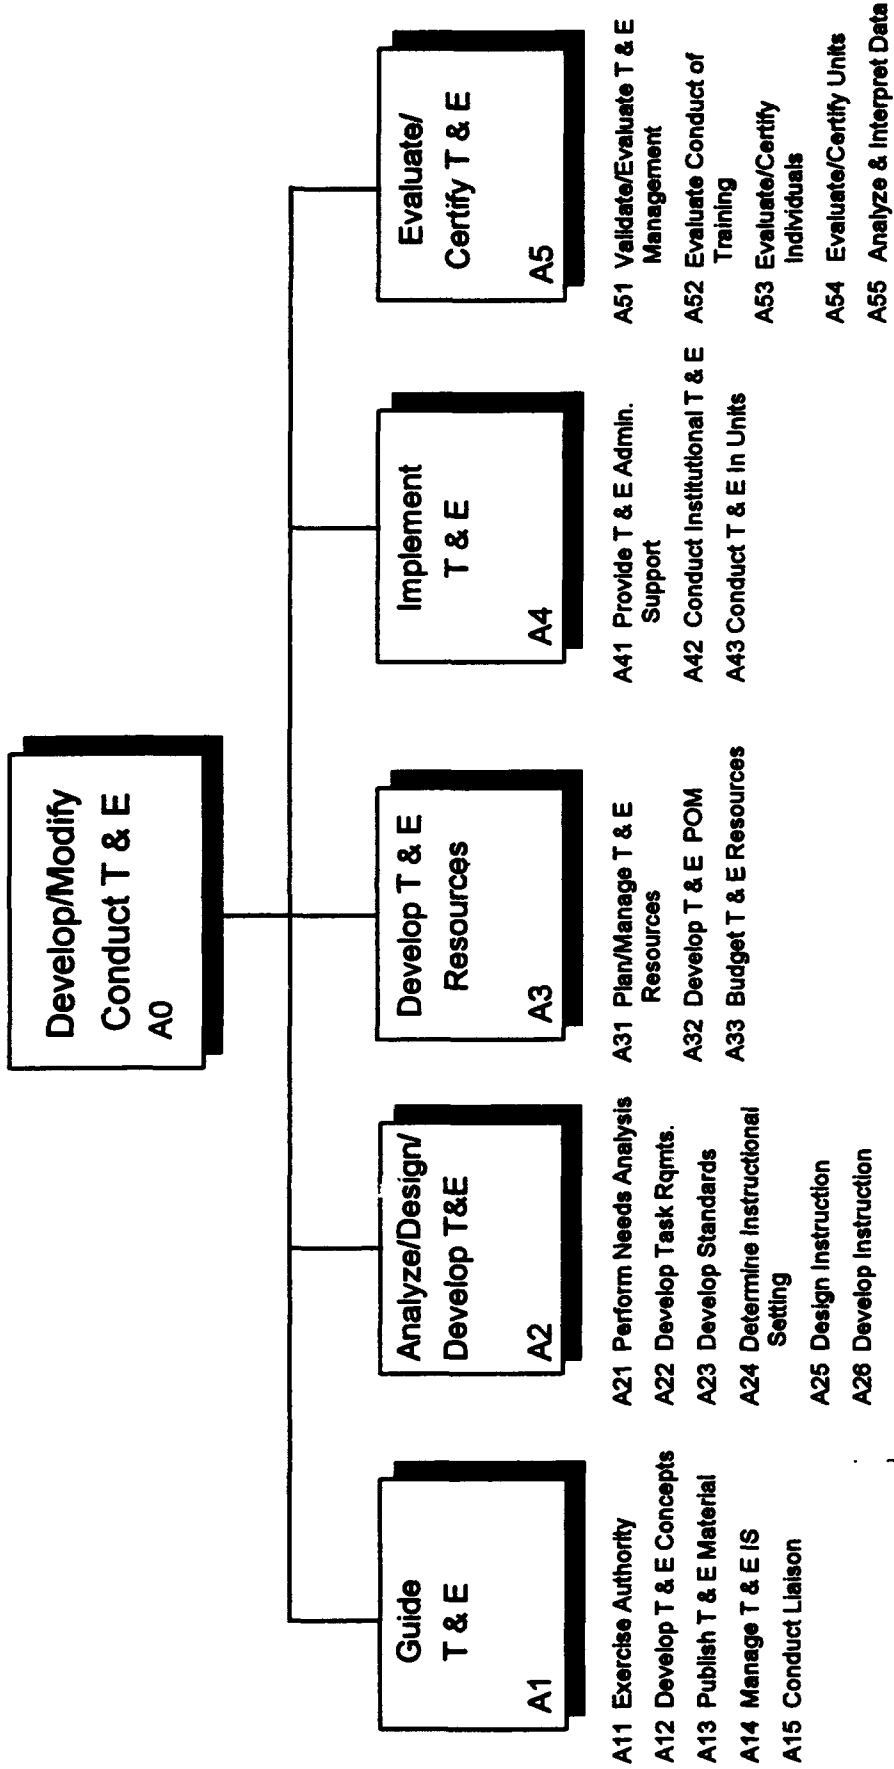 Develop/Modify
Conduct T & E
A0
Guide
T & E
A1
A11 Exercise Authority
A12 Develop T & E Concepts
A13 Publish T & E Material
A14 Manage T & E IS
A15 Conduct Liaison
Analyze/Design/
Develop T&E
A2
A21 Perform Needs Analysis
A22 Develop Task Rqmts.
A23 Develop Standards
A24 Determine Instructional
Setting
A25 Design Instruction
A26 Develop Instruction
Develop T & E
Resources
A3
A31 Plan/Manage T & E
Resources
A32 Develop T & E POM
A33 Budget T & E Resources
Implement
T & E
A4
A41 Provide T & E Admin.
Support
A42 Conduct Institutional T & E
A43 Conduct T & E In Units
Evaluate/
Certify T & E
A5
A51 Validate/Evaluate T & E
Management
A52 Evaluate Conduct of
Training
A53 Evaluate/Certify
Individuals
A54 Evaluate/Certify Units
A55 Analyze & Interpret Data